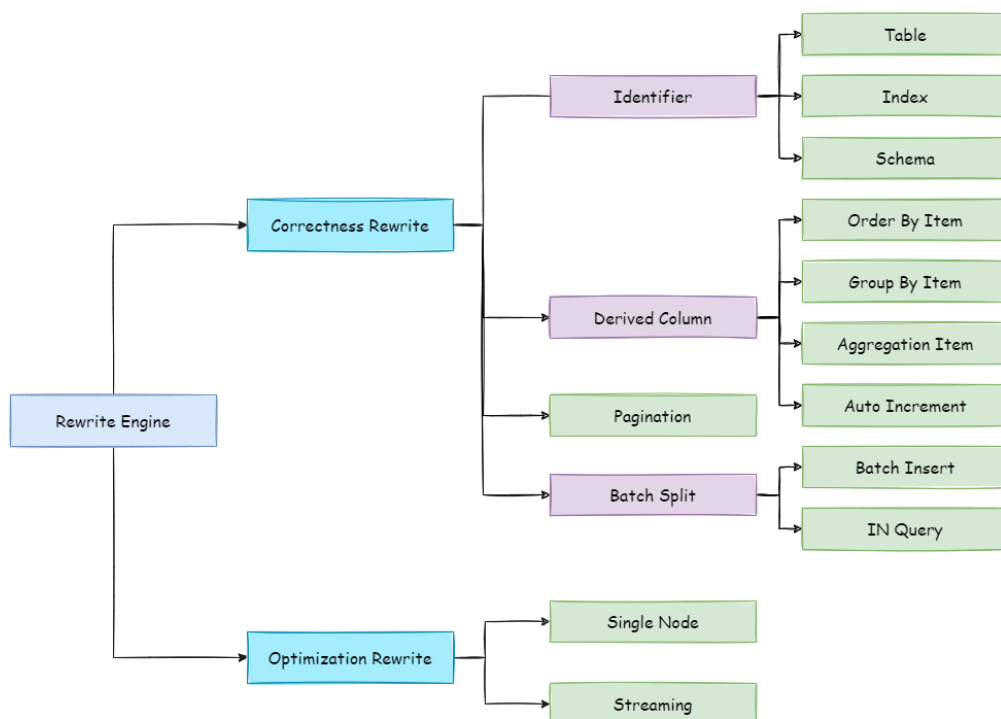 Table
Identifier
Index
Schema
Correctness Rewrite
Order By Item
Group By Item
Derived Column
Aggregation Item
Rewrite Engine
Pagination
Auto Increment
Batch Insert
Batch Split
IN Query
Single Node
Optimization Rewrite
Streaming